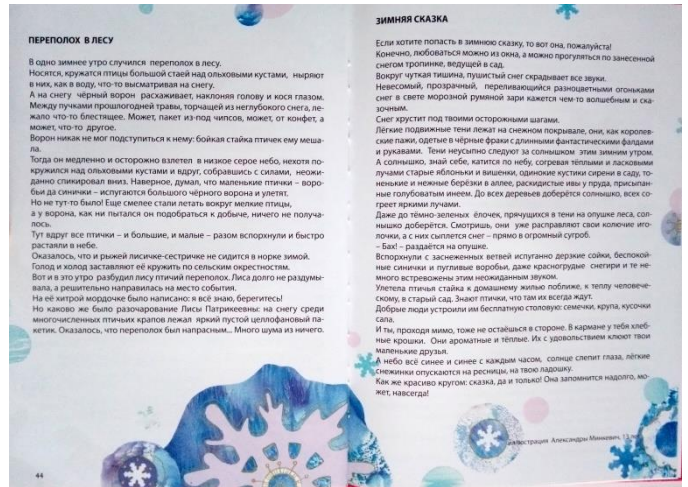 ПЕРЕПОЛОХ В ЛЕСУ
В одно зимнее утро случился переполох в лесу.
Носятся, кружатся птицы большой стаей над ольховыми кустами, ныряют
в них, как в воду, что-то высматривая на снегу.
А на снегу чёрный ворон расхаживает, наклоняя голову и кося глазом.
Между пучками прошлогодней травы, торчащей из неглубокого снега, ле-
жало что-то блестящее. Может, пакет из-под чипсов, может, от конфет, а
может, что-то другое.
Ворон никак не мог подступиться к нему: бойкая стайка птичек ему меша-
ла.
Тогда он медленно и осторожно взлетел в низкое серое небо, нехотя по-
кружился над ольховыми кустами и вдруг, собравшись с силами, неожи-
данно спикировал вниз. Наверное, думал, что маленькие птички – воро-
бьи да синички – испугаются большого чёрного ворона и улетят.
Но не тут-то было! Еще смелее стали летать вокруг мелкие птицы,
а у ворона, как ни пытался он подобраться к добыче, ничего не получа-
лось.
Тут вдруг все птички – и большие, и малые – разом вспорхнули и быстро
растаяли в небе.
Оказалось, что и рыжей лисичке-сестричке не сидится в норке зимой.
Голод и холод заставляют её кружить по сельским окрестностям.
Вот и в это утро разбудил лису птичий переполох. Лиса долго не раздумы-
вала, а решительно направилась на место события.
На её хитрой мордочке было написано: я всё знаю, берегитесь!
Но каково же было разочарование Лисы Патрикеевны: на снегу среди
многочисленных птичьих крапов лежал яркий пустой целлофановый па-
кетик. Оказалось, что переполох был напрасным... Много шума из ничего.
44
ЗИМНЯЯ СКАЗКА
Если хотите попасть в зимнюю сказку, то вот она, пожалуйста!
Конечно, любоваться можно из окна, а можно прогуляться по занесенной
снегом тропинке, ведущей в сад.
Вокруг чуткая тишина, пушистый снег скрадывает все звуки.
Невесомый, прозрачный, переливающийся разноцветными огоньками
снег в свете морозной румяной зари кажется чем-то волшебным и ска-
зочным.
Снег хрустит под твоими осторожными шагами.
Лёгкие подвижные тени лежат на снежном покрывале, они, как королев-
ские пажи, одетые в чёрные фраки с длинными фантастическими фалдами
и рукавами. Тени неусыпно следуют за солнышком этим зимним утром.
А солнышко, знай себе, катится по небу, согревая тёплыми и ласковыми
лучами старые яблоньки и вишенки, одинокие кустики сирени в саду, то-
ненькие и нежные берёзки в аллее, раскидистые ивы у пруда, присыпан-
ные голубоватым инеем. До всех деревьев доберётся солнышко, всех со-
греет яркими лучами.
Даже до тёмно-зеленых ёлочек, прячущихся в тени на опушке леса, сол-
нышко доберётся. Смотришь, они уже расправляют свои колючие иго-
лочки, а с них сыплется снег – прямо в огромный сугроб.
– Бах! – раздаётся на опушке.
Вспорхнули с заснеженных ветвей испуганно дерзкие сойки, беспокой-
ные синички и пугливые воробьи, даже красногрудые снегири и те не-
много встревожены этим неожиданным звуком.
Улетела птичья стайка к домашнему жилью поближе, к теплу человече-
скому, в старый сад. Знают птички, что там их всегда ждут.
Добрые люди устроили им бесплатную столовую: семечки, крупа, кусочки
сала.
И ты, проходя мимо, тоже не остаёшься в стороне. В кармане у тебя хлеб-
ные крошки. Они ароматные и тёплые. Их с удовольствием клюют твои
маленькие друзья.
А небо всё синее и синее с каждым часом, солнце слепит глаза, лёгкие
снежинки опускаются на ресницы, на твою ладошку.
Как же красиво кругом: сказка, да и только! Она запомнится надолго, мо-
жет, навсегда!
Иллюстрация Александры Минкевич, 13